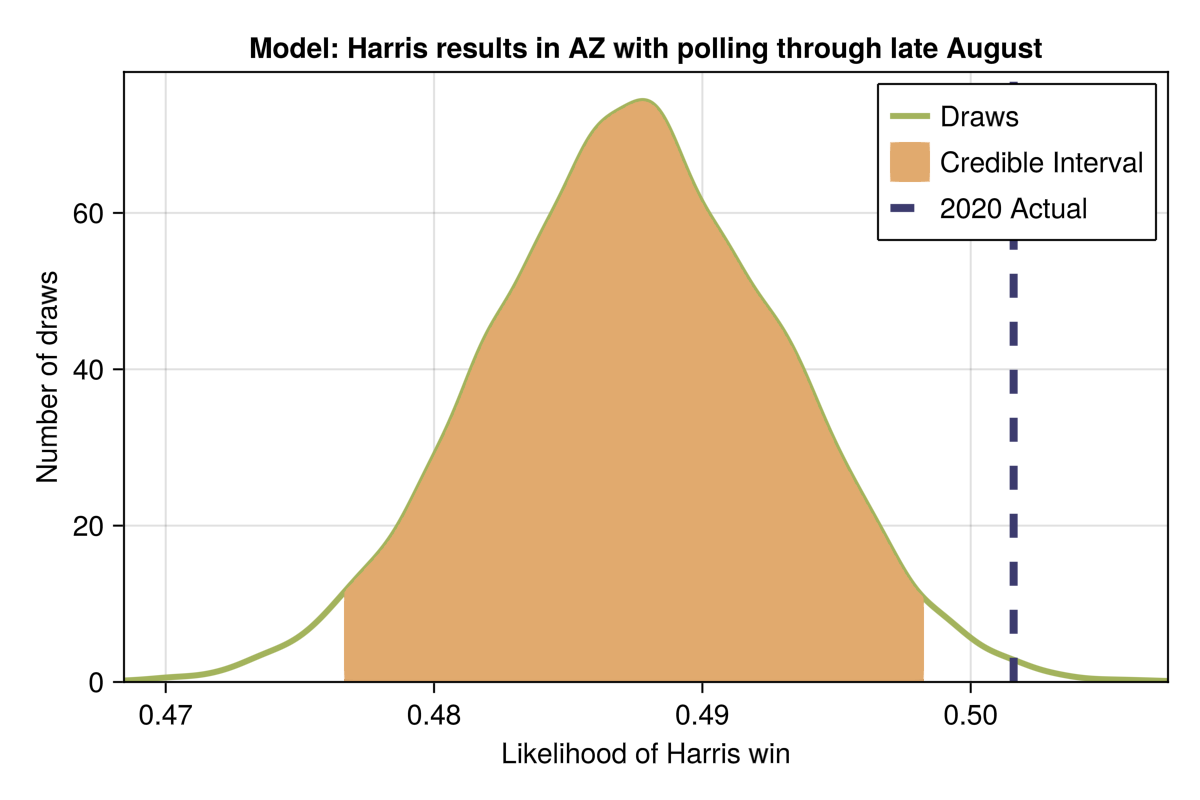 Model: Harris results in AZ with polling through late August
Draws
Credible Interval
2020 Actual
Number of draws
60
40
20
0
0.47 0.48 0.49 0.50
Likelihood of Harris win